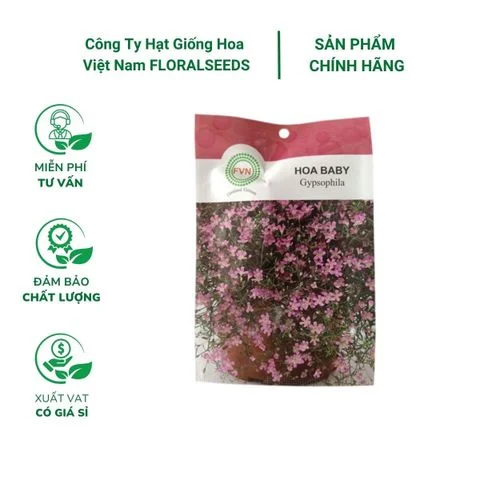 Công Ty Hạt Giống Hoa
Việt Nam FLORALSEEDS
SẢN PHẨM
CHÍNH HÃNG
MIỄN PHÍ
TƯ VẤN
ĐẢM BẢO
CHẤT LƯỢNG
XUẤT VAT
CÓ GIÁ SỈ
FVN
HOA BABY
Gypsophila